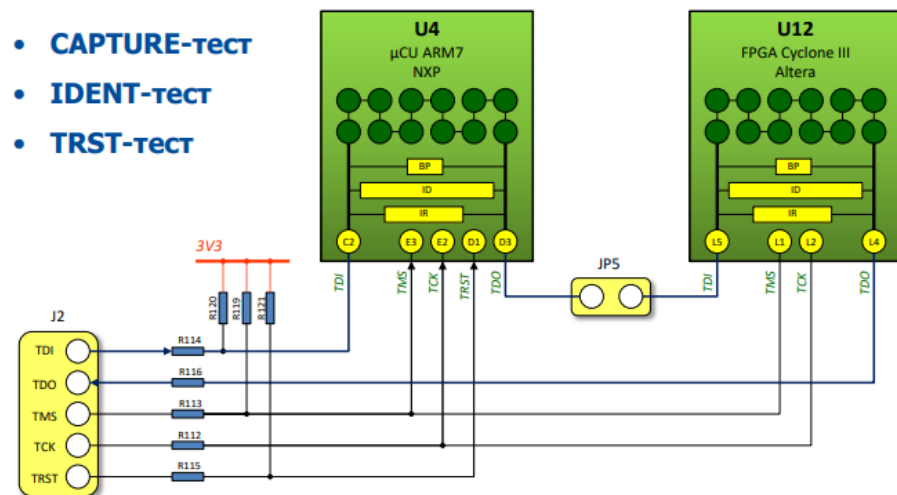 • CAPTURE-тест
• IDENT-тест
• TRST-тест
U4
µCU ARM7
NXP
BP
ID
IR
C2
E3
E2
D1
D3
TDI
TMS
TCK
TRST
TDO
U12
FPGA Cyclone III
Altera
BP
ID
IR
L5
L1
L2
L4
TDI
TMS
TCK
TDO
JP5
3V3
R120
R119
R121
J2
TDI
TDO
TMS
TCK
TRST
R114
R116
R113
R112
R115